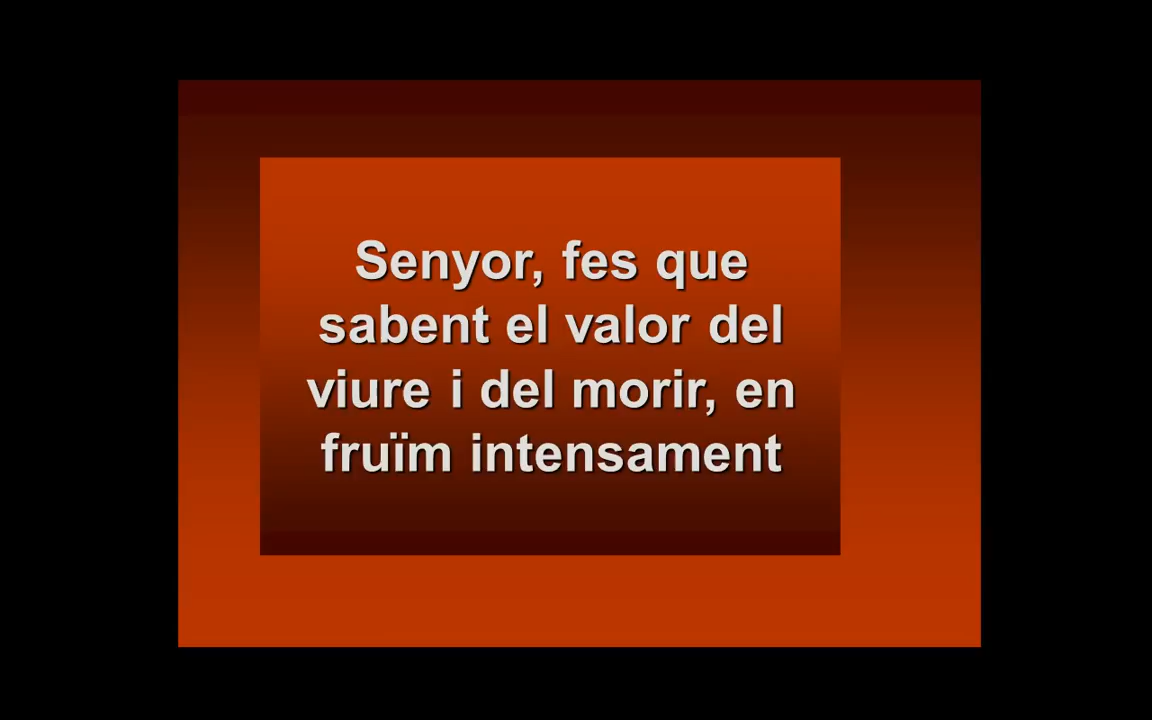 Senyor, fes que
sabent el valor del
viure i del morir, en
fruïm intensament